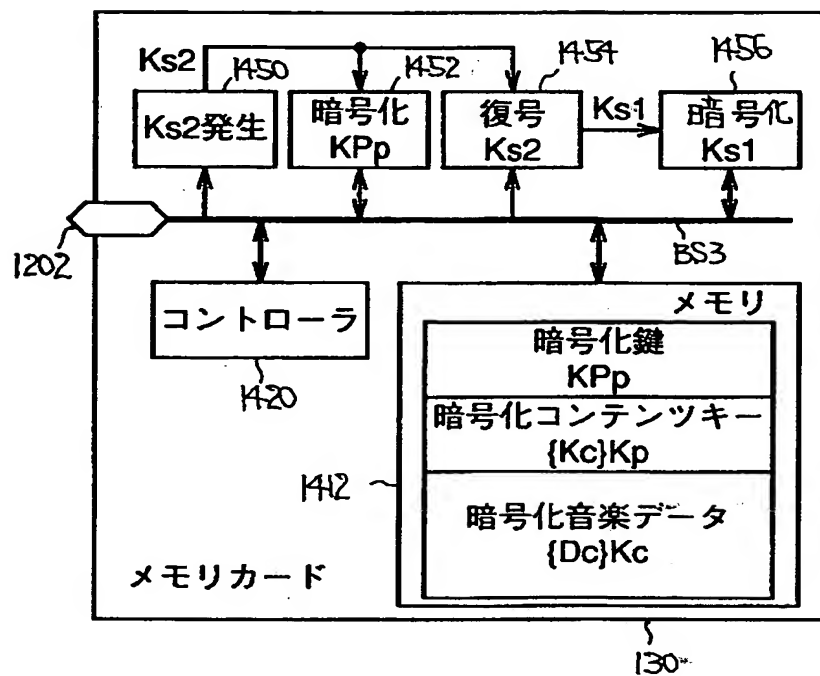 Ks2
1450
1452
1454
1456
Ks2発生
暗号化
KPp
復号
Ks2
Ks1
暗号化
Ks1
1202
BS3
コントローラ
1420
メモリ
暗号化鍵
KPp
暗号化コンテンツキー
{Kc}Kp
1412
暗号化音楽データ
{Dc}Kc
メモリカード
130